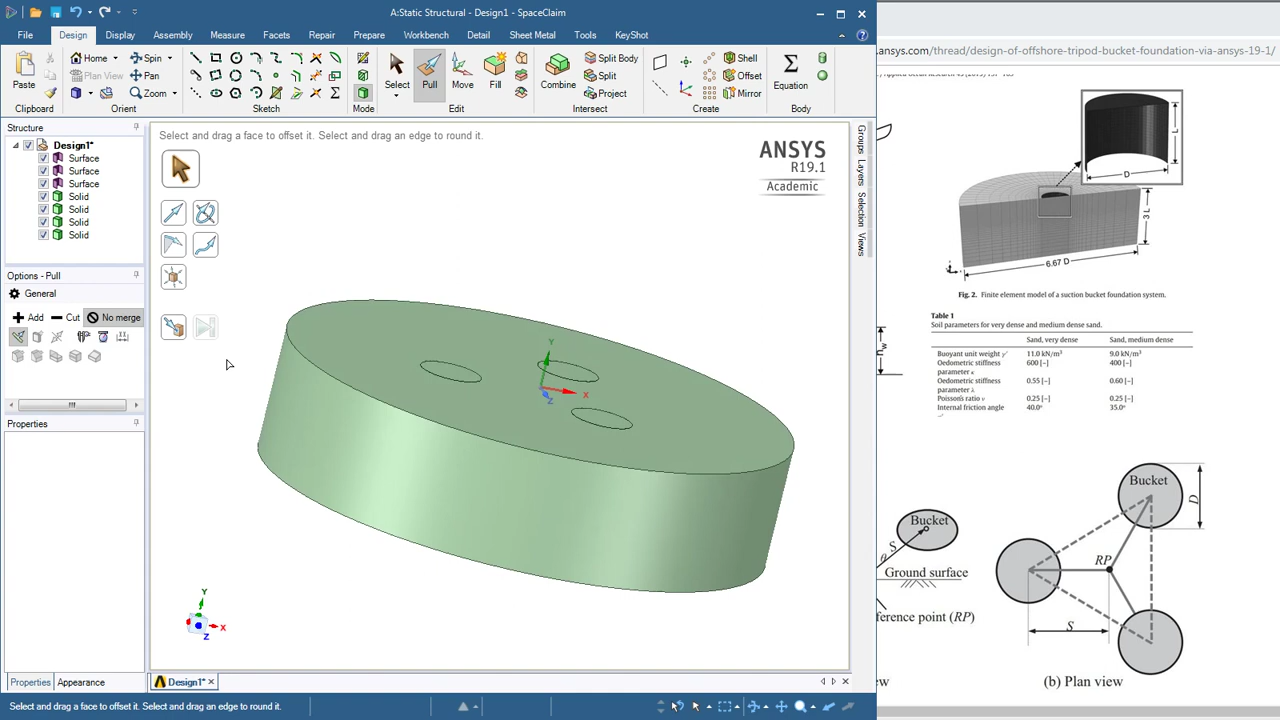 A:Static Structural - Design1 - SpaceClaim
File Design Display Assembly Measure Facets Repair Prepare Workbench Detail Sheet Metal Tools KeyShot
Paste
Clipboard
Home
Plan View
Spin
Pan
Zoom
Orient
Sketch
Mode
Select
Pull
Move
Fill
Edit
Combine
Split Body
Split
Project
Intersect
Shell
Offset
Mirror
Create
Equation
Body
Structure
Design1*
Surface
Surface
Surface
Solid
Solid
Solid
Solid
Options - Pull
General
Add Cut No merge
Properties
Properties Appearance
Select and drag a face to offset it. Select and drag an edge to round it.
ANSYS
R19.1
Academic
Groups Layers Selection Views
Y
X
Z
Y
X
Z
Design1*
Select and drag a face to offset it. Select and drag an edge to round it.
.ansys.com/thread/design-of-offshore-tripod-bucket-foundation-via-ansys-19-1/
L
D
3 L
6.67 D
Fig. 2. Finite element model of a suction bucket foundation system.
Table 1
Soil parameters for very dense and medium dense sand.
Sand, very dense Sand, medium dense
Buoyant unit weight γ′ 11.0 kN/m³ 9.0 kN/m³
Oedometric stiffness 600 [–] 400 [–]
parameter κ
Oedometric stiffness 0.55 [–] 0.60 [–]
parameter λ
Poisson's ratio υ 0.25 [–] 0.25 [–]
Internal friction angle 40.0° 35.0°
Bucket
S
θ
Ground surface
ference point (RP)
ew
Bucket
D
RP
S
(b) Plan view